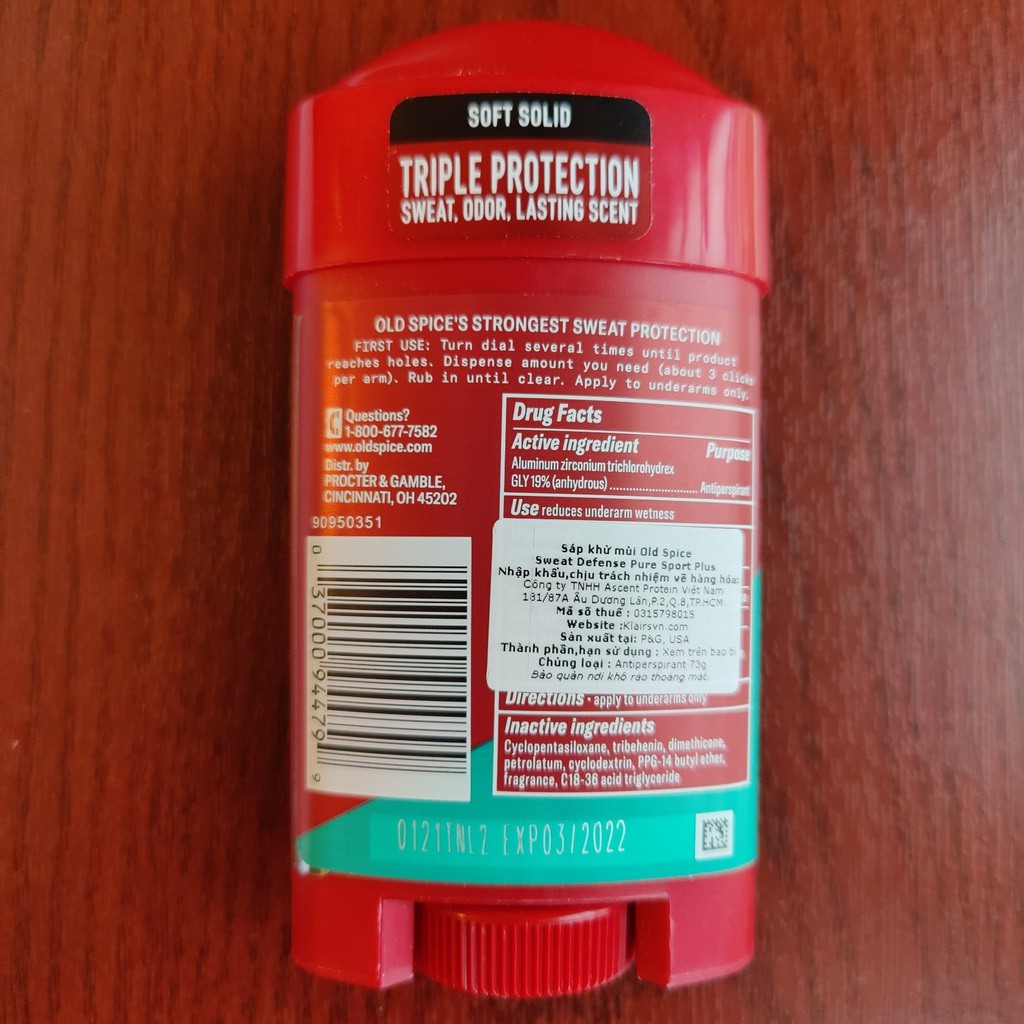 SOFT SOLID
TRIPLE PROTECTION
SWEAT, ODOR, LASTING SCENT
OLD SPICE'S STRONGEST SWEAT PROTECTION
FIRST USE: Turn dial several times until product
reaches holes. Dispense amount you need (about 3 clicks
per arm). Rub in until clear. Apply to underarms only.
Questions?
1-800-677-7582
www.oldspice.com
Distr. by
PROCTER & GAMBLE,
CINCINNATI, OH 45202
90950351
0 37000 94479 9
Drug Facts
Active ingredient Purpose
Aluminum zirconium trichlorohydrex
GLY 19% (anhydrous) .............................. Antiperspirant
Use reduces underarm wetness
Sáp khử mùi Old Spice
Sweat Defense Pure Sport Plus
Nhập khẩu,chịu trách nhiệm về hàng hóa:
Công ty TNHH Ascent Protein Việt Nam
181/87A Âu Dương Lân,P.2,Q.8,TP.HCM
Mã số thuế : 0315798015
Website :Klairsvn.com
Sản xuất tại: P&G, USA
Thành phần,hạn sử dụng : Xem trên bao bì
Chủng loại : Antiperspirant 73g
Bảo quản nơi khô ráo thoáng mát.
Directions • apply to underarms only
Inactive ingredients
Cyclopentasiloxane, tribehenin, dimethicone,
petrolatum, cyclodextrin, PPG-14 butyl ether,
fragrance, C18-36 acid triglyceride
0121TNL2 EXP03/2022